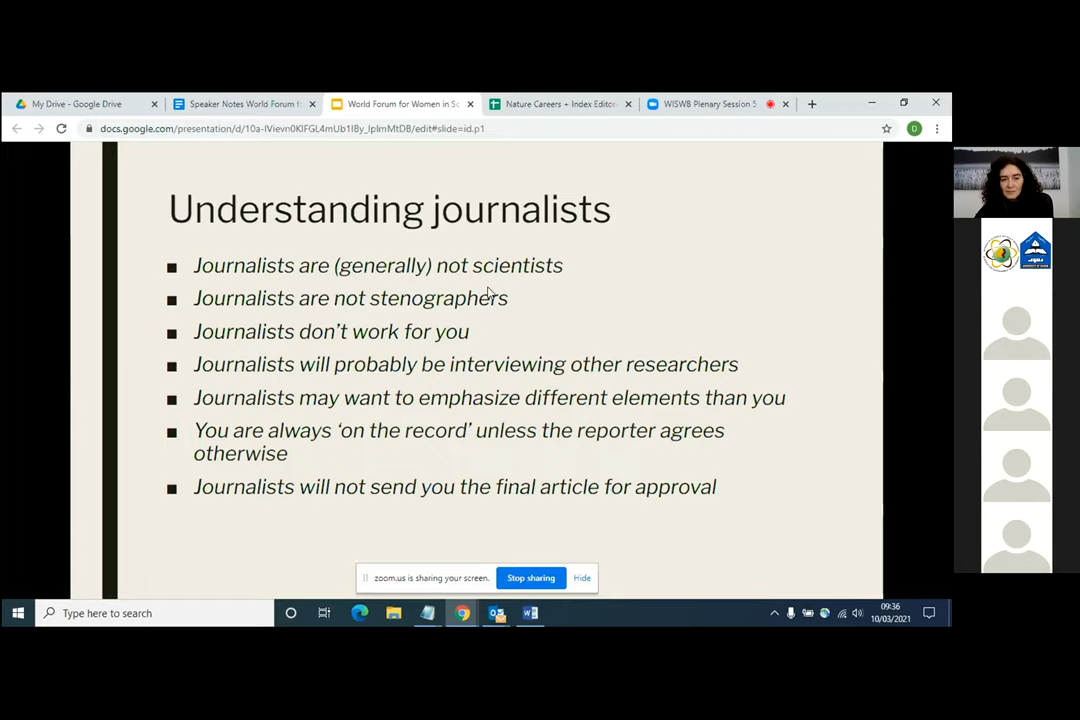 My Drive - Google Drive
Speaker Notes World Forum f
World Forum for Women in Sc
Nature Careers + Index Editor
WISWB Plenary Session 5
docs.google.com/presentation/d/
/edit#slide=id.p1
D
Understanding journalists
Journalists are (generally) not scientists
Journalists are not stenographers
Journalists don't work for you
Journalists will probably be interviewing other researchers
Journalists may want to emphasize different elements than you
You are always ‘on the record’ unless the reporter agrees
otherwise
Journalists will not send you the final article for approval
zoom.us is sharing your screen.
Stop sharing
Hide
Type here to search
09:36
10/03/2021